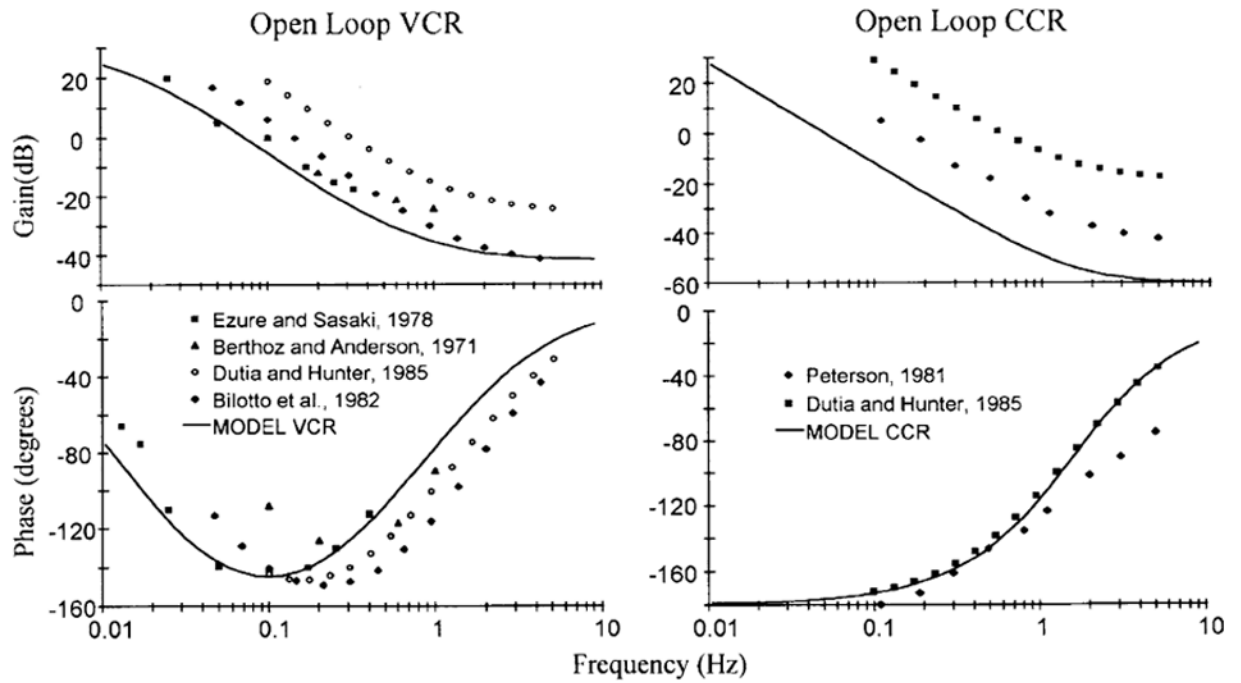 Open Loop VCR
Gain(dB)
20
0
-20
-40
Phase (degrees)
0
-40
-80
-120
-160
Ezure and Sasaki, 1978
Berthoz and Anderson, 1971
Dutia and Hunter, 1985
Bilotto et al., 1982
MODEL VCR
0.01
0.1
1
10
Open Loop CCR
20
0
-20
-40
-60
0
-40
-80
-120
-160
Peterson, 1981
Dutia and Hunter, 1985
MODEL CCR
0.01
0.1
1
10
Frequency (Hz)